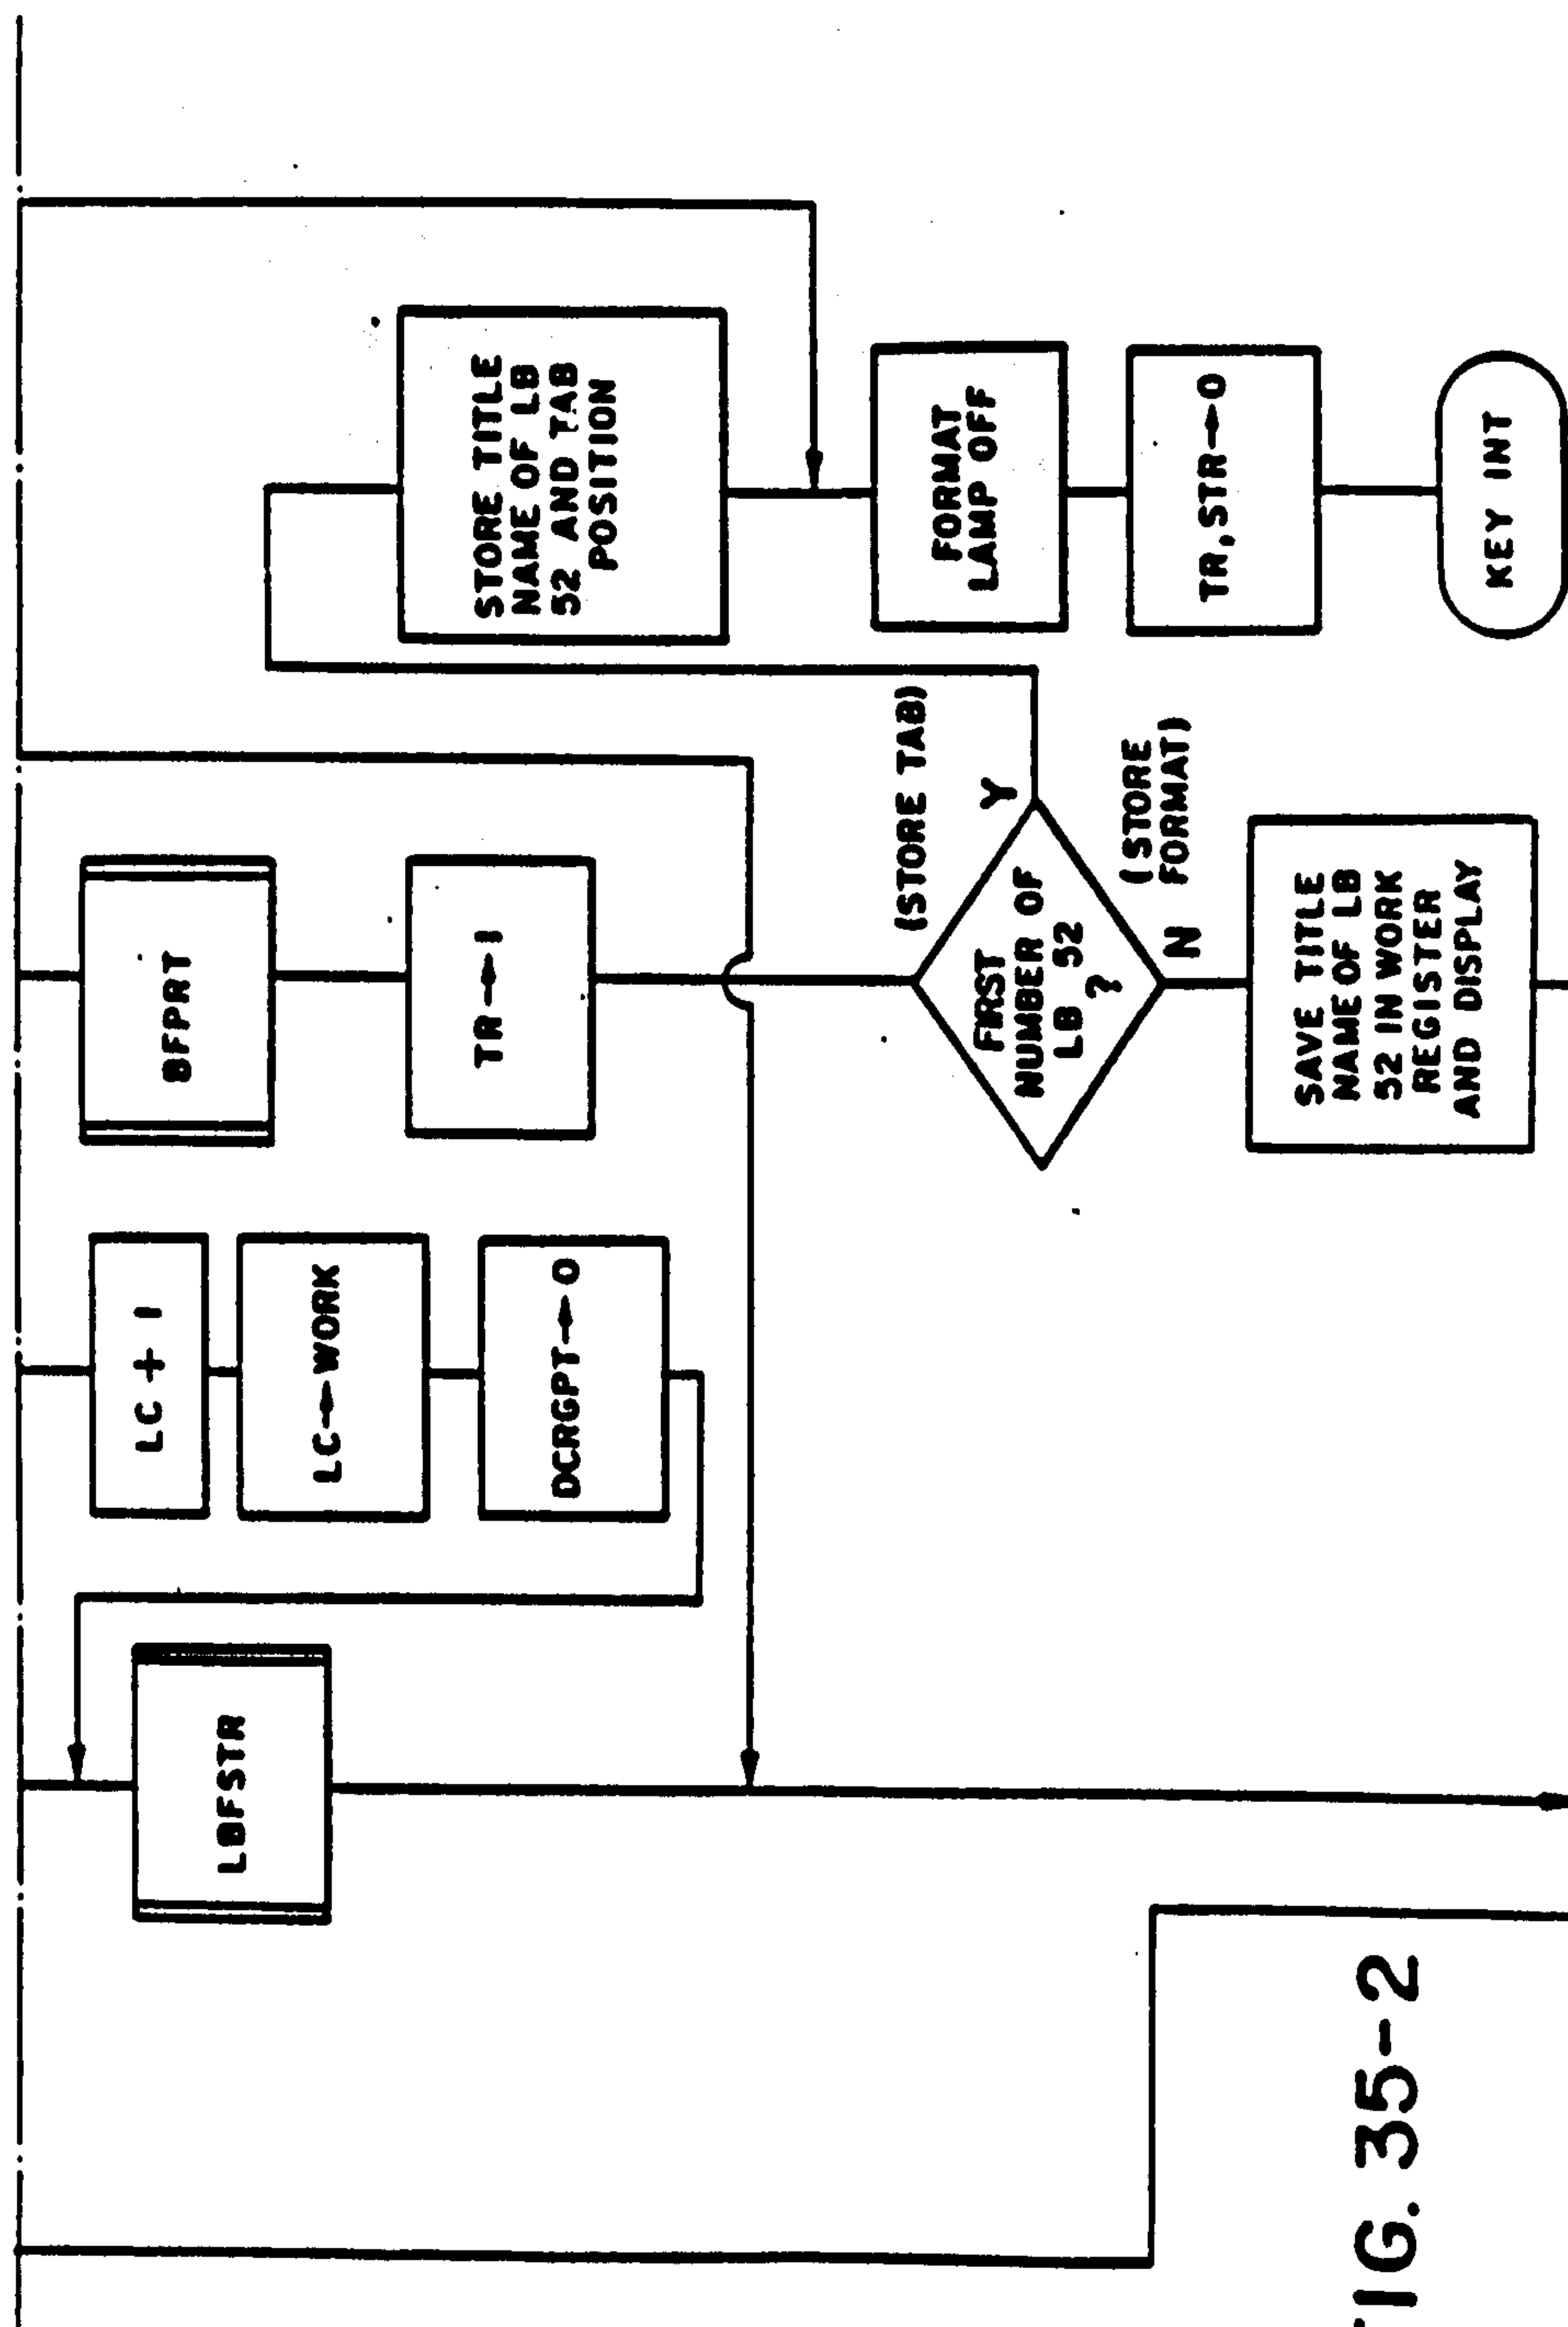 LBFSTR
LC + 1
LC→WORK
DCRGPT→0
BFPRT
TR→1
FIRST
NUMBER OF
LB 52
?
(STORE TAB)
Y
N
(STORE
FORMAT)
SAVE TITLE
NAME OF LB
52 IN WORK
REGISTER
AND DISPLAY
STORE TITLE
NAME OF LB
52 AND TAB
POSITION
FORMAT
LAMP OFF
TR,STR→0
KEY INT
FIG. 35-2